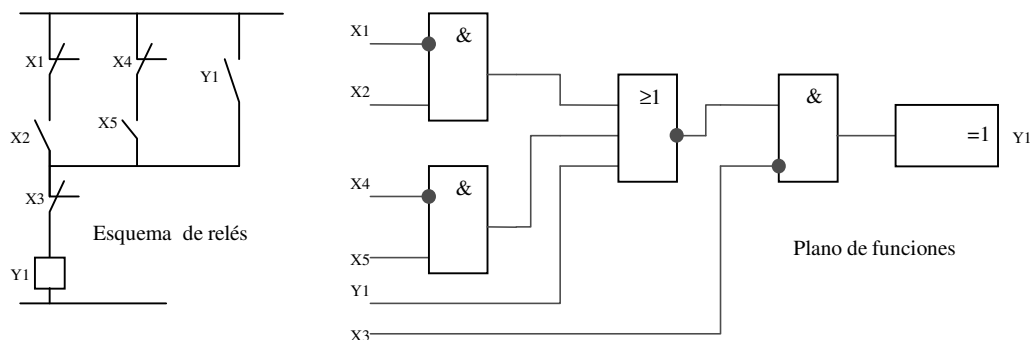 X1
X4
Y1
X2
X5
X3
Y1
Esquema de relés
X1
&
X2
X4
&
X5
Y1
X3
≥1
&
=1
Y1
Plano de funciones